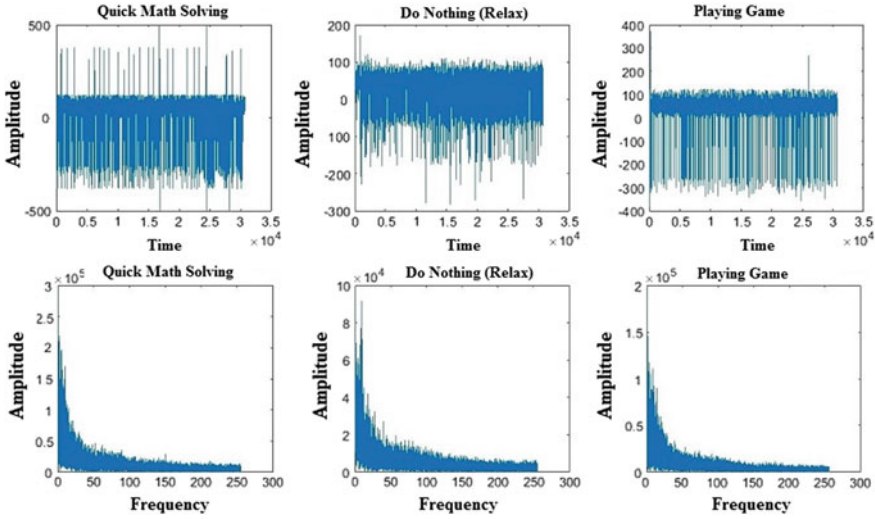 Quick Math Solving
Do Nothing (Relax)
Playing Game
Amplitude
500
0
-500
0 0.5 1 1.5 2 2.5 3 3.5
× 10^4
Time
Amplitude
200
100
0
100
200
300
0 0.5 1 1.5 2 2.5 3 3.5
× 10^4
Time
Amplitude
400
300
200
100
0
-100
-200
-300
-400
0 0.5 1 1.5 2 2.5 3 3.5
× 10^4
Time
Quick Math Solving
Do Nothing (Relax)
Playing Game
× 10^5
Amplitude
3
2.5
2
1.5
1
0.5
0
0 50 100 150 200 250 300
Frequency
× 10^4
Amplitude
10
8
6
4
2
0
0 50 100 150 200 250 300
Frequency
× 10^5
Amplitude
2
1.5
1
0.5
0
0 50 100 150 200 250 300
Frequency